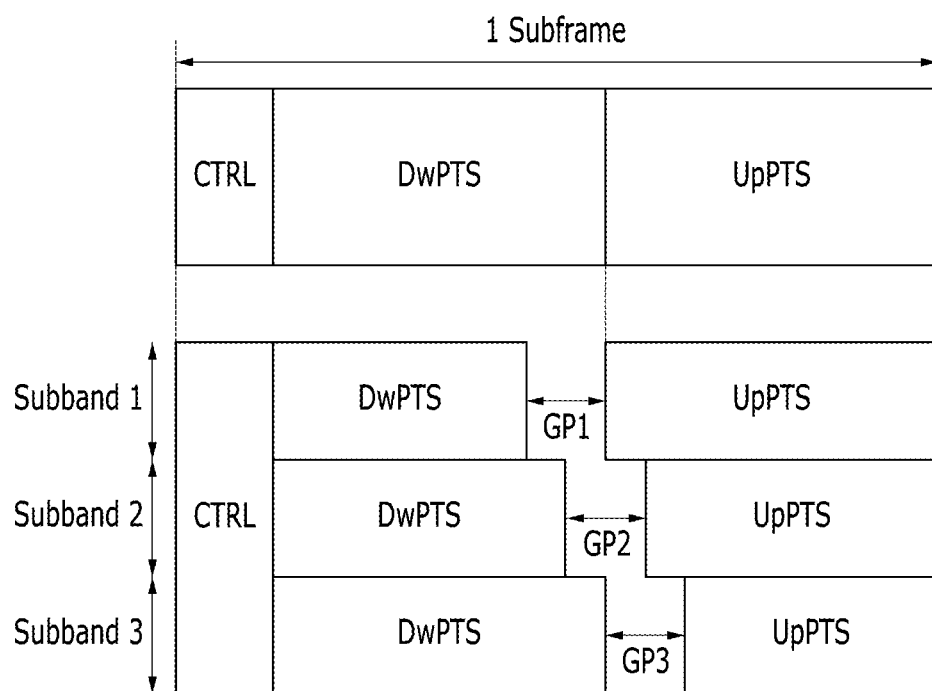 1 Subframe
CTRL DwPTS UpPTS
Subband 1 DwPTS GP1 UpPTS
Subband 2 CTRL DwPTS GP2 UpPTS
Subband 3 DwPTS GP3 UpPTS